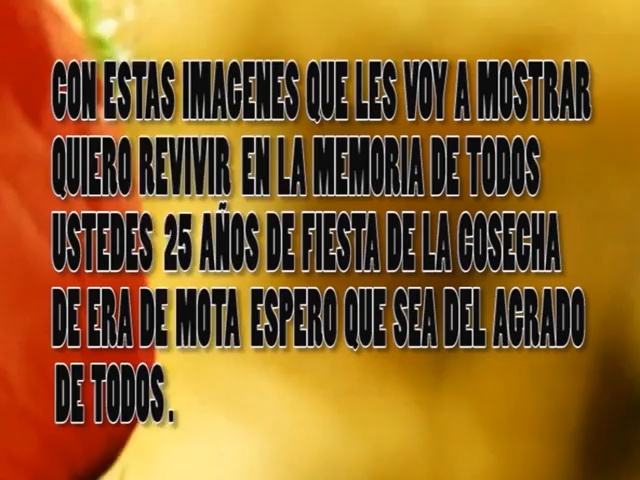 CON ESTAS IMAGENES QUE LES VOY A MOSTRAR
QUIERO REVIVIR EN LA MEMORIA DE TODOS
USTEDES 25 AÑOS DE FIESTA DE LA COSECHA
DE ERA DE MOTA ESPERO QUE SEA DEL AGRADO
DE TODOS.